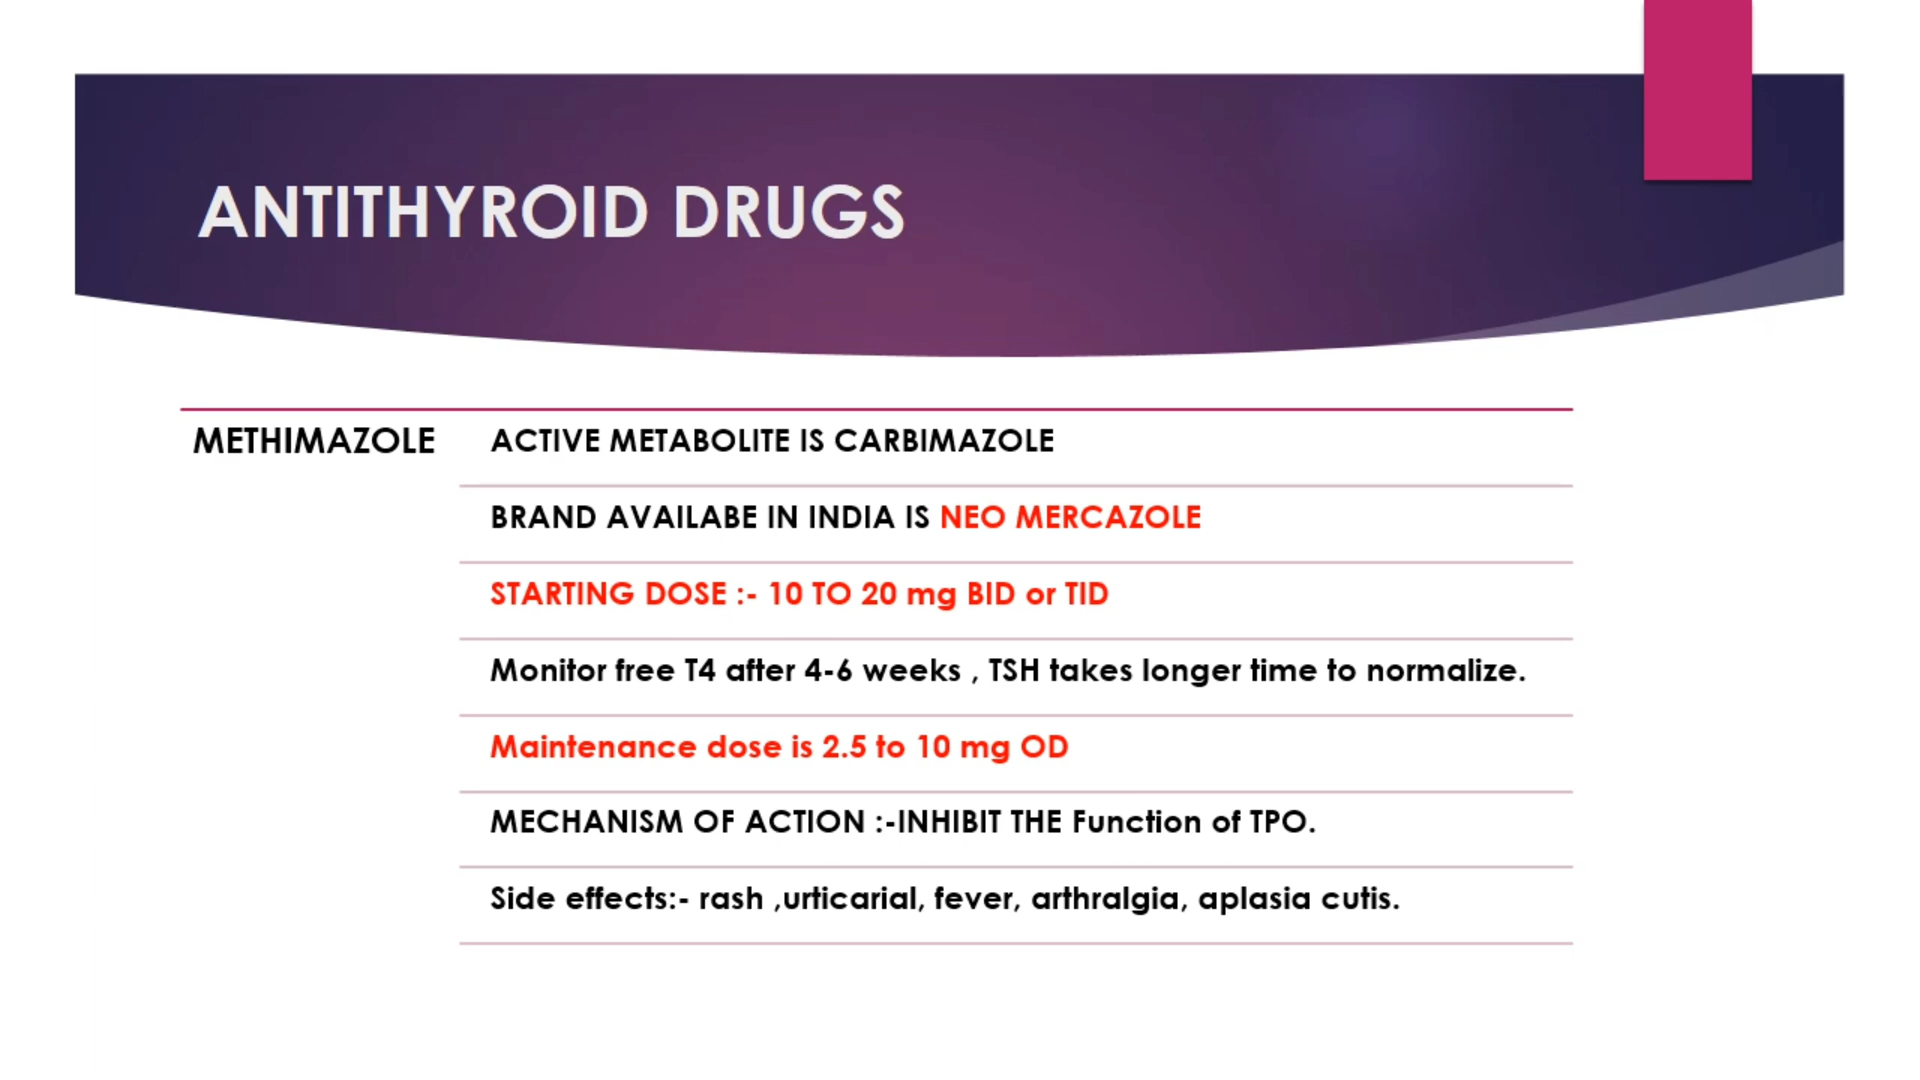 ANTITHYROID DRUGS
METHIMAZOLE
ACTIVE METABOLITE IS CARBIMAZOLE
BRAND AVAILABE IN INDIA IS NEO MERCAZOLE
STARTING DOSE :- 10 TO 20 mg BID or TID
Monitor free T4 after 4-6 weeks , TSH takes longer time to normalize.
Maintenance dose is 2.5 to 10 mg OD
MECHANISM OF ACTION :-INHIBIT THE Function of TPO.
Side effects:- rash ,urticarial, fever, arthralgia, aplasia cutis.